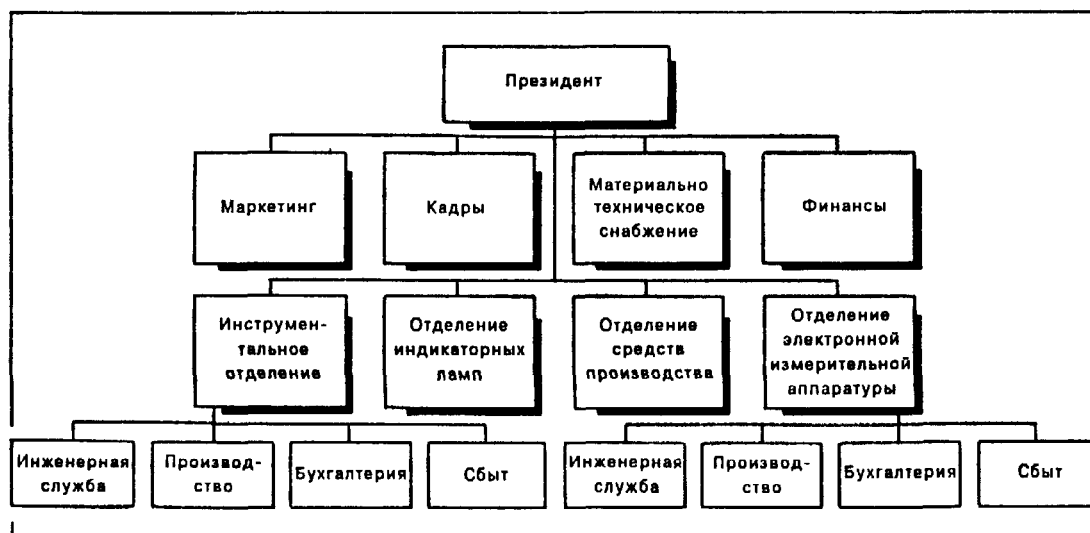 Президент
Маркетинг
Кадры
Материально
техническое
снабжение
Финансы
Инструмен-
тальное
отделение
Отделение
индикаторных
ламп
Отделение
средств
производства
Отделение
электронной
измерительной
аппаратуры
Инженерная
служба
Производ-
ство
Бухгалтерия
Сбыт
Инженерная
служба
Производ-
ство
Бухгалтерия
Сбыт